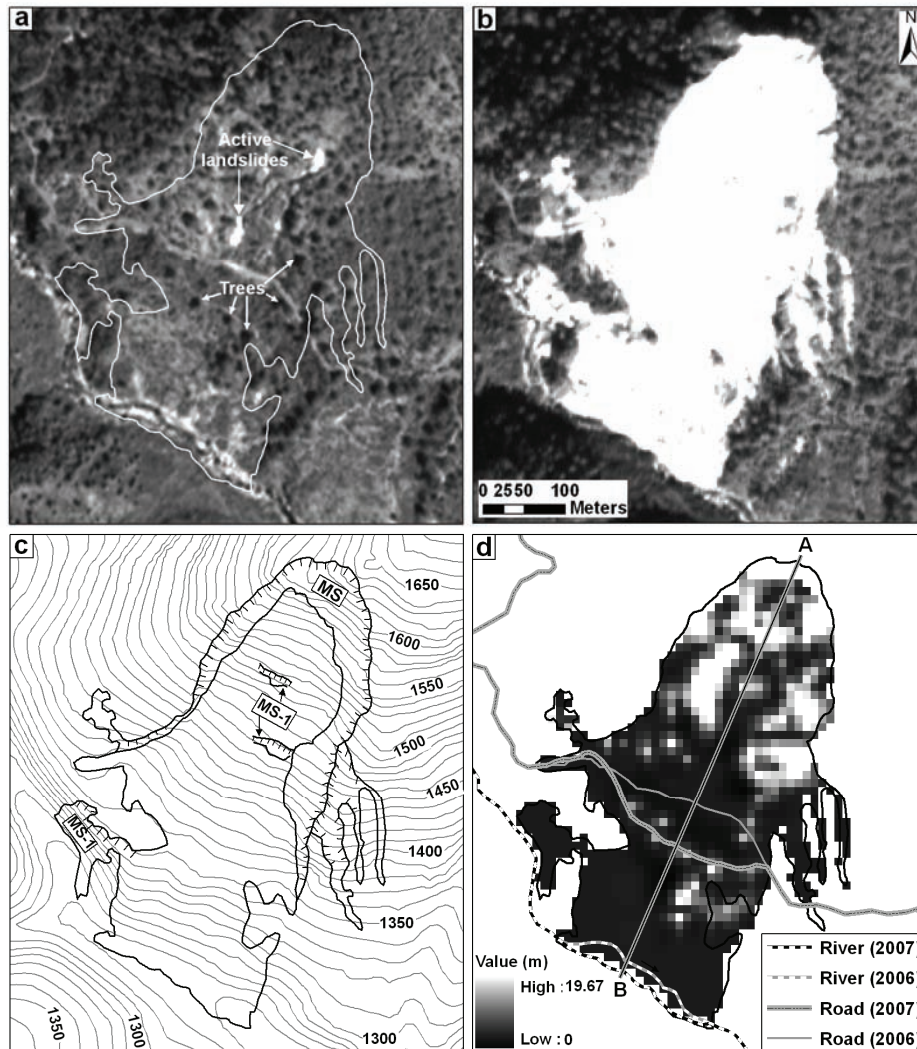 a
Active
landslides
Trees
b
N
0 2550 100
Meters
c
MS
1650
1600
MS-1
1550
1500
1450
MS-1
1400
1350
1350
1300
1300
d
A
B
Value (m)
High : 19.67
Low : 0
River (2007)
River (2006)
Road (2007)
Road (2006)